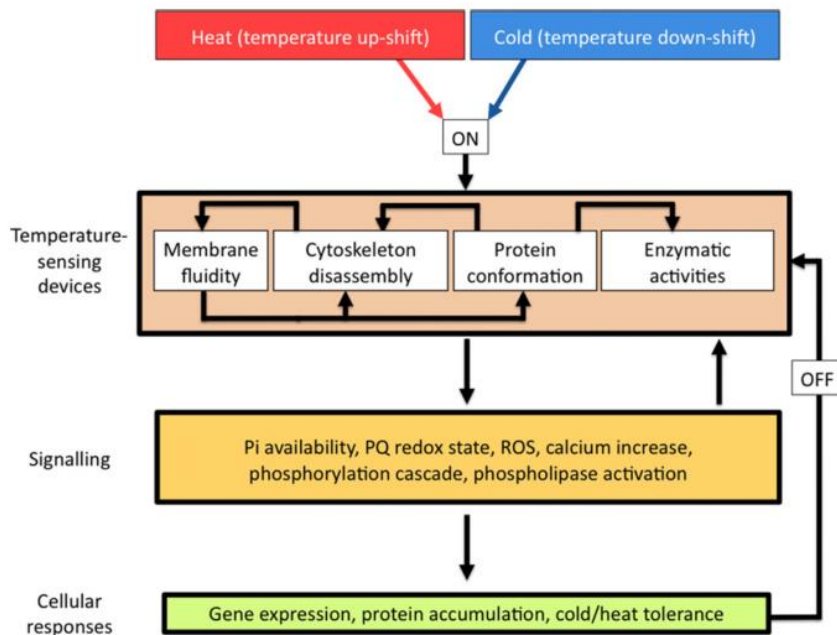 Heat (temperature up-shift)
Cold (temperature down-shift)
ON
Temperature-
sensing
devices
Membrane
fluidity
Cytoskeleton
disassembly
Protein
conformation
Enzymatic
activities
OFF
Signalling
Pi availability, PQ redox state, ROS, calcium increase,
phosphorylation cascade, phospholipase activation
Cellular
responses
Gene expression, protein accumulation, cold/heat tolerance